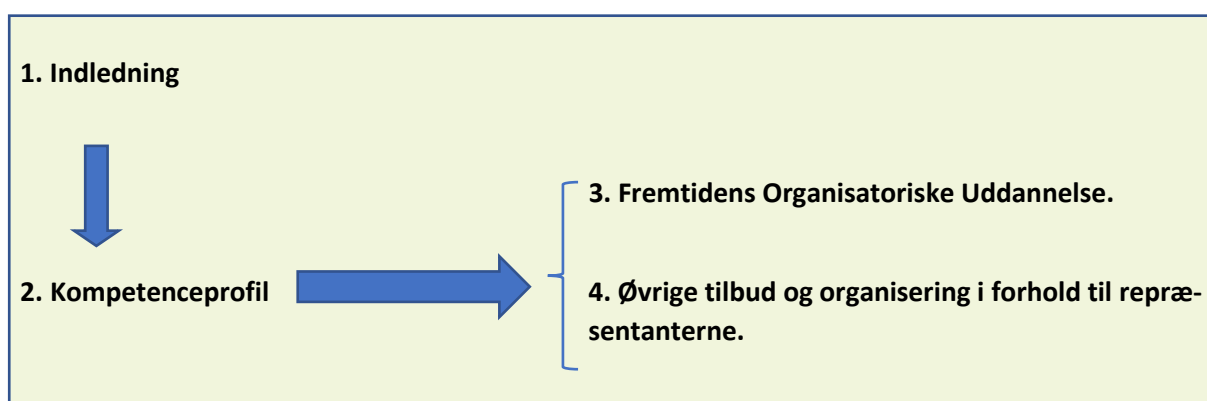 1. Indledning
3. Fremtidens Organisatoriske Uddannelse.
2. Kompetenceprofil
4. Øvrige tilbud og organisering i forhold til repræ-
sentanterne.